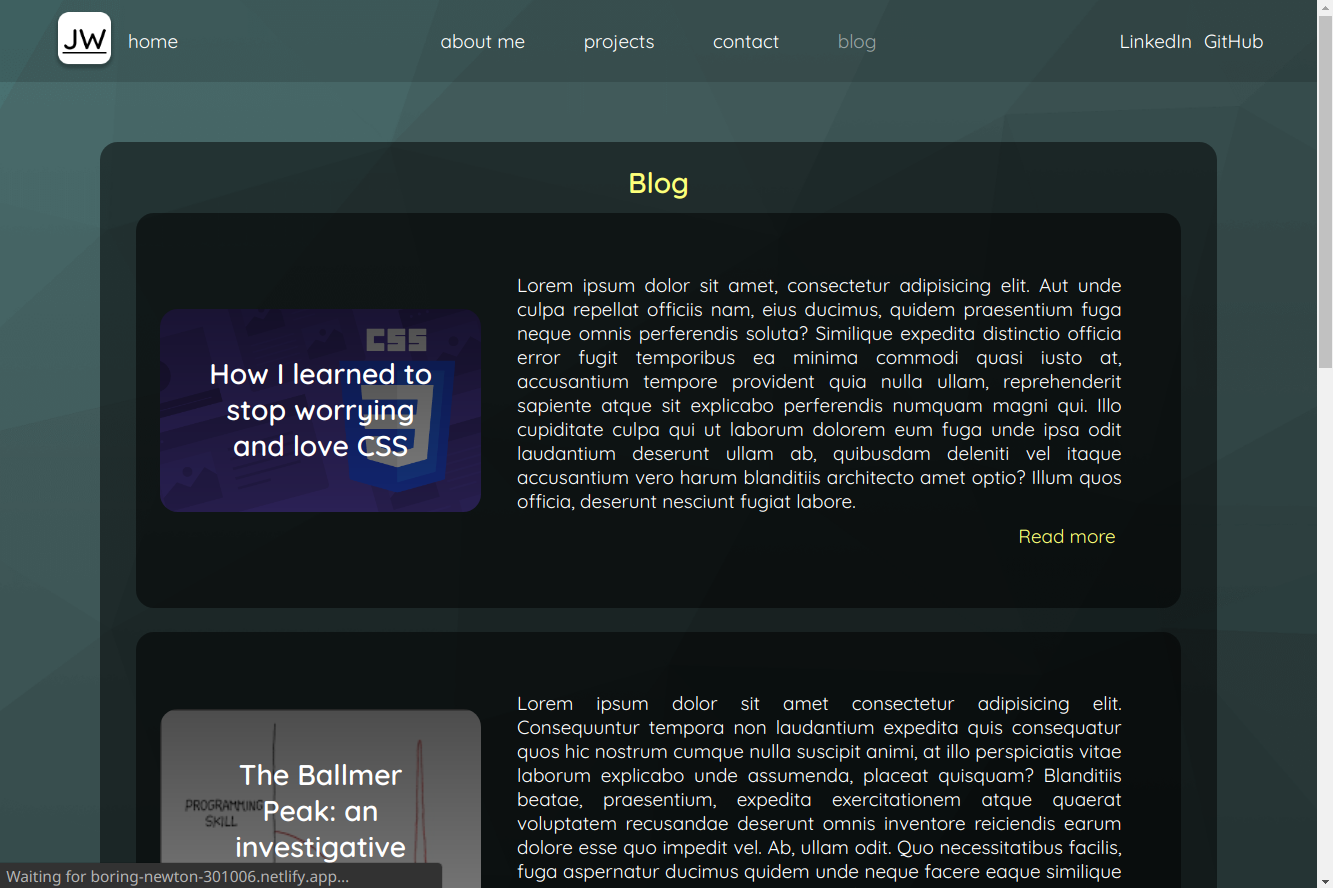 JW
home
about me
projects
contact
blog
LinkedIn
GitHub
Blog
CSS
How I learned to
stop worrying
and love CSS
Lorem ipsum dolor sit amet, consectetur adipisicing elit. Aut unde
culpa repellat officiis nam, eius ducimus, quidem praesentium fuga
neque omnis perferendis soluta? Similique expedita distinctio officia
error fugit temporibus ea minima commodi quasi iusto at,
accusantium tempore provident quia nulla ullam, reprehenderit
sapiente atque sit explicabo perferendis numquam magni qui. Illo
cupiditate culpa qui ut laborum dolorem eum fuga unde ipsa odit
laudantium deserunt ullam ab, quibusdam deleniti vel itaque
accusantium vero harum blanditiis architecto amet optio? Illum quos
officia, deserunt nesciunt fugiat labore.
Read more
PROGRAMMING
SKILL
The Ballmer
Peak: an
investigative
Lorem ipsum dolor sit amet consectetur adipisicing elit.
Consequuntur tempora non laudantium expedita quis consequatur
quos hic nostrum cumque nulla suscipit animi, at illo perspiciatis vitae
laborum explicabo unde assumenda, placeat quisquam? Blanditiis
beatae, praesentium, expedita exercitationem atque quaerat
voluptatem recusandae deserunt omnis inventore reiciendis earum
dolore esse quo impedit vel. Ab, ullam odit. Quo necessitatibus facilis,
fuga aspernatur ducimus quidem unde neque facere eaque similique
Waiting for boring-newton-301006.netlify.app...